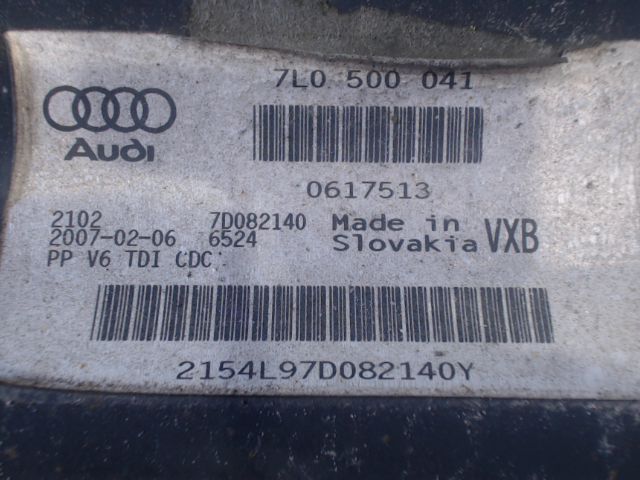 7L0 500 041
Audi
0617513
2102 7D082140 Made in VXB
2007-02-06 6524 Slovakia
PP V6 TDI CDC
2154L97D082140Y